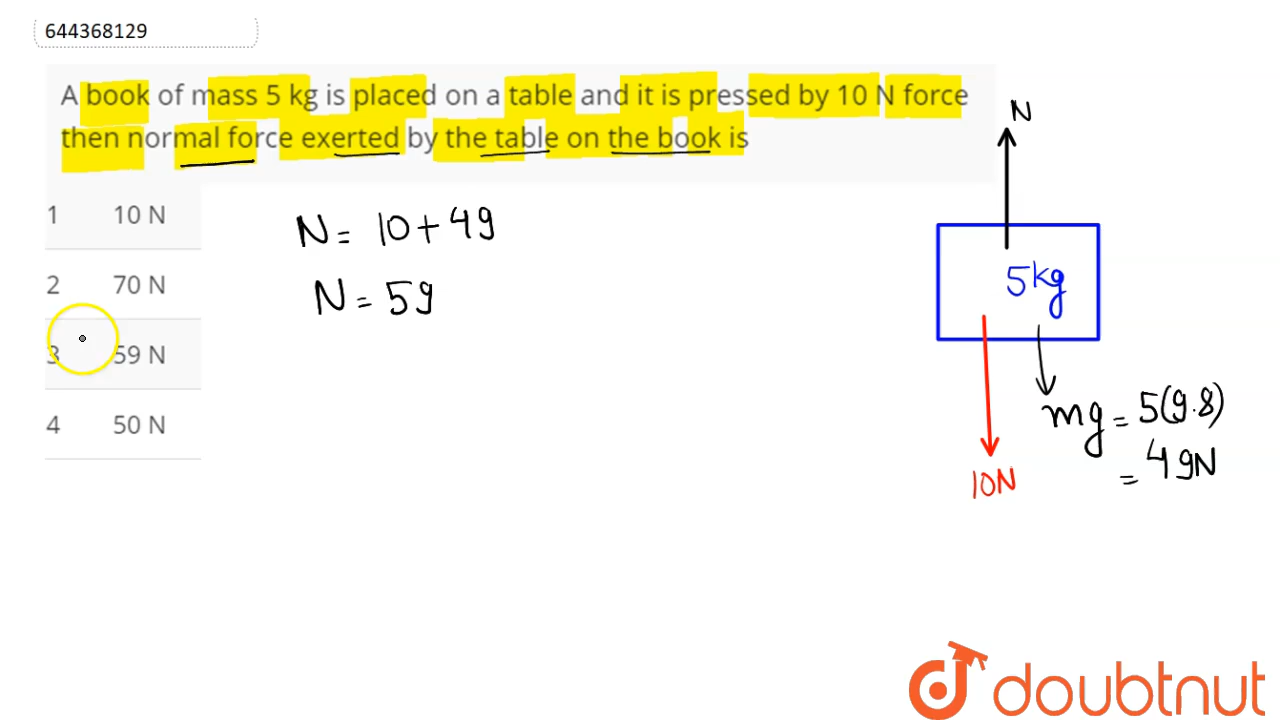 644368129
A book of mass 5 kg is placed on a table and it is pressed by 10 N force
then normal force exerted by the table on the book is
1 10 N
2 70 N
3 59 N
4 50 N
N = 10 + 49
N = 59
N
5kg
10N
mg = 5(9.8)
= 49N
doubtnut